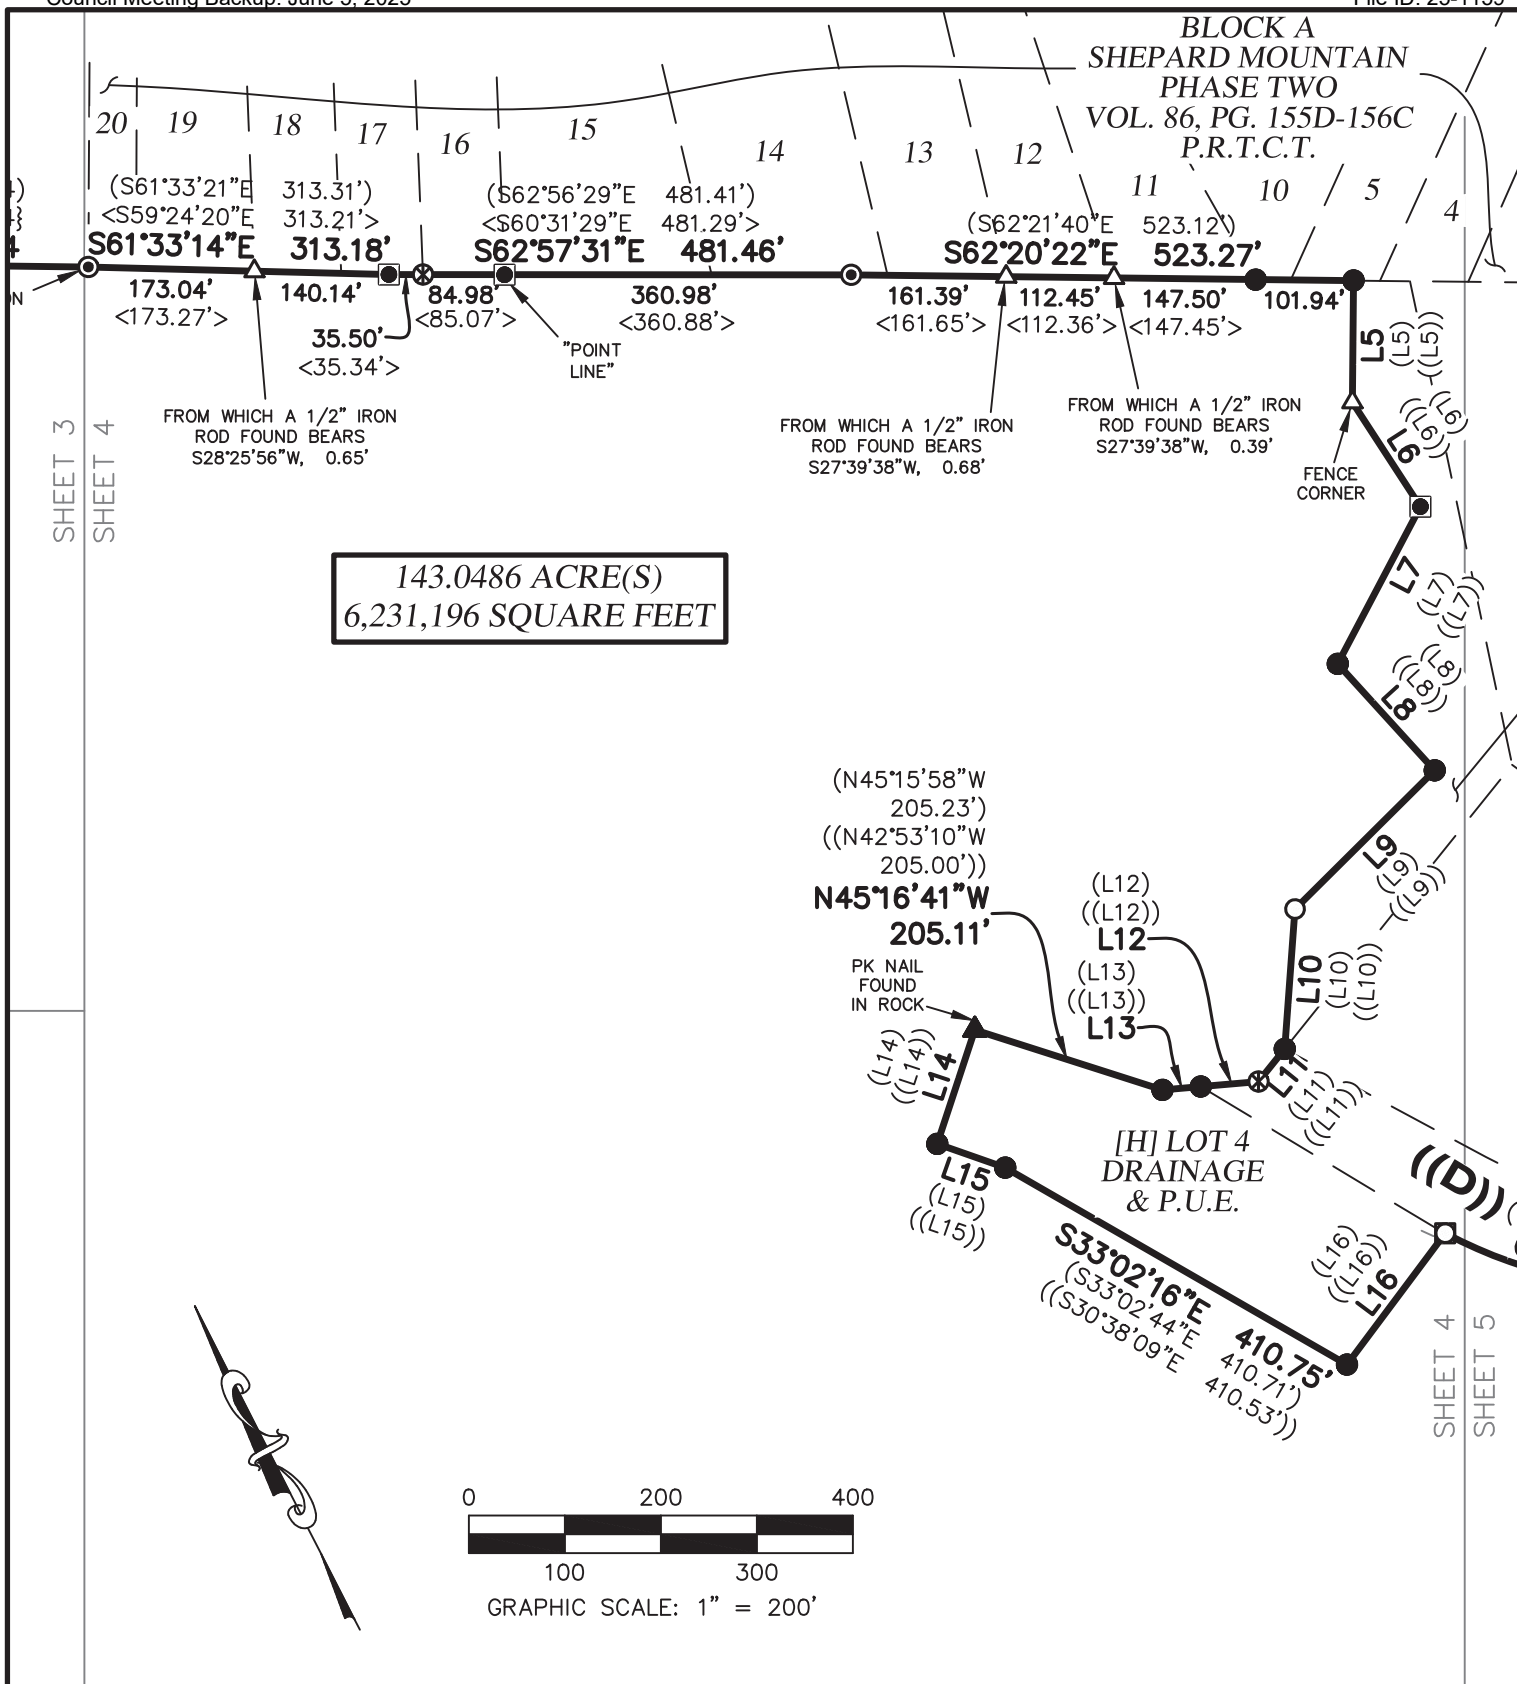 BLOCK A
SHEPARD MOUNTAIN
PHASE TWO
VOL. 86, PG. 155D-156C
P.R.T.C.T.
20
19
18
17
16
15
14
13
12
11
10
5
4
(S61°33'21"E 313.31')
<S59°24'20"E 313.21'>
S61°33'14"E 313.18'
(S62°56'29"E 481.41')
<S60°31'29"E 481.29'>
S62°57'31"E 481.46'
(S62°21'40"E 523.12')
S62°20'22"E 523.27'
173.04'
<173.27'>
140.14'
35.50'
<35.34'>
84.98'
<85.07'>
360.98'
<360.88'>
161.39'
<161.65'>
112.45'
<112.36'>
147.50'
<147.45'>
101.94'
"POINT
LINE"
FROM WHICH A 1/2" IRON
ROD FOUND BEARS
S28°25'56"W, 0.65'
FROM WHICH A 1/2" IRON
ROD FOUND BEARS
S27°39'38"W, 0.68'
FROM WHICH A 1/2" IRON
ROD FOUND BEARS
S27°39'38"W, 0.39'
FENCE
CORNER
SHEET 3
SHEET 4
L5
(L5)
((L5))
L6
(L6)
((L6))
L7
(L7)
((L7))
L8
(L8)
((L8))
L9
(L9)
((L9))
L10
(L10)
((L10))
L11
(L11)
((L11))
143.0486 ACRE(S)
6,231,196 SQUARE FEET
(N45°15'58"W
205.23')
((N42°53'10"W
205.00'))
N45°16'41"W
205.11'
(L12)
((L12))
L12
(L13)
((L13))
L13
PK NAIL
FOUND
IN ROCK
(L14)
((L14))
L14
L15
(L15)
((L15))
[H] LOT 4
DRAINAGE
& P.U.E.
((D))
S33°02'16"E 410.75'
(S33°02'44"E 410.71')
((S30°38'09"E 410.53'))
(L16)
((L16))
L16
SHEET 4
SHEET 5
0 200 400
100 300
GRAPHIC SCALE: 1" = 200'